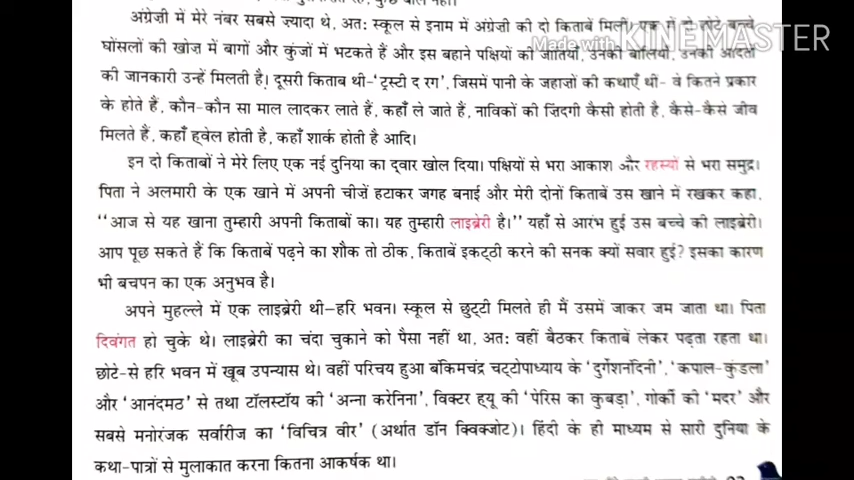 अंग्रेज़ी में मेरे नंबर सबसे ज़्यादा थे, अतः स्कूल से इनाम में अंग्रेज़ी की दो किताबें मिलीं। एक में दो छोटे बच्चे
Made with KINEMASTER
घोंसलों की खोज में बागों और कुंजों में भटकते हैं और इस बहाने पक्षियों की जातियों, उनकी बोलियों, उनकी आदतों
की जानकारी उन्हें मिलती है। दूसरी किताब थी-'ट्रस्टी द रग', जिसमें पानी के जहाजों की कथाएँ थी- वे कितने प्रकार
के होते हैं, कौन-कौन सा माल लादकर लाते हैं, कहाँ ले जाते हैं, नाविकों की ज़िंदगी कैसी होती है, कैसे-कैसे जीव
मिलते हैं, कहाँ ह्वेल होती है, कहाँ शार्क होती है आदि।
इन दो किताबों ने मेरे लिए एक नई दुनिया का द्वार खोल दिया। पक्षियों से भरा आकाश और रहस्यों से भरा समुद्र।
पिता ने अलमारी के एक खाने में अपनी चीज़ें हटाकर जगह बनाई और मेरी दोनों किताबें उस खाने में रखकर कहा,
"आज से यह खाना तुम्हारी अपनी किताबों का। यह तुम्हारी लाइब्रेरी है।" यहाँ से आरंभ हुई उस बच्चे की लाइब्रेरी।
आप पूछ सकते हैं कि किताबें पढ़ने का शौक तो ठीक, किताबें इकट्ठी करने की सनक क्यों सवार हुई? इसका कारण
भी बचपन का एक अनुभव है।
अपने मुहल्ले में एक लाइब्रेरी थी–हरि भवन। स्कूल से छुट्टी मिलते ही मैं उसमें जाकर जम जाता था। पिता
दिवंगत हो चुके थे। लाइब्रेरी का चंदा चुकाने को पैसा नहीं था, अतः वहीं बैठकर किताबें लेकर पढ़ता रहता था।
छोटे-से हरि भवन में खूब उपन्यास थे। वहीं परिचय हुआ बंकिमचंद्र चट्टोपाध्याय के 'दुर्गेशनंदिनी', 'कपाल-कुंडला'
और 'आनंदमठ' से तथा टॉलस्टॉय की 'अन्ना करेनिना', विक्टर ह्यू की 'पेरिस का कुबड़ा', गोर्की की 'मदर' और
सबसे मनोरंजक सर्वारीज का 'विचित्र वीर' (अर्थात डॉन क्विक्जोट)। हिंदी के ही माध्यम से सारी दुनिया के
कथा-पात्रों से मुलाकात करना कितना आकर्षक था।